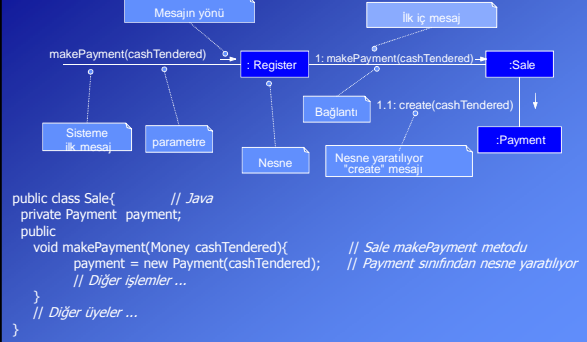 Mesajın yönü
İlk iç mesaj
makePayment(cashTendered)
: Register
1: makePayment(cashTendered)
:Sale
Bağlantı
1.1: create(cashTendered)
Sisteme
ilk mesaj
parametre
Nesne
Nesne yaratılıyor
"create" mesajı
:Payment
public class Sale{ // Java
private Payment payment;
public
void makePayment(Money cashTendered){ // Sale makePayment metodu
payment = new Payment(cashTendered); // Payment sınıfından nesne yaratılıyor
// Diğer işlemler ...
}
// Diğer üyeler ...
}